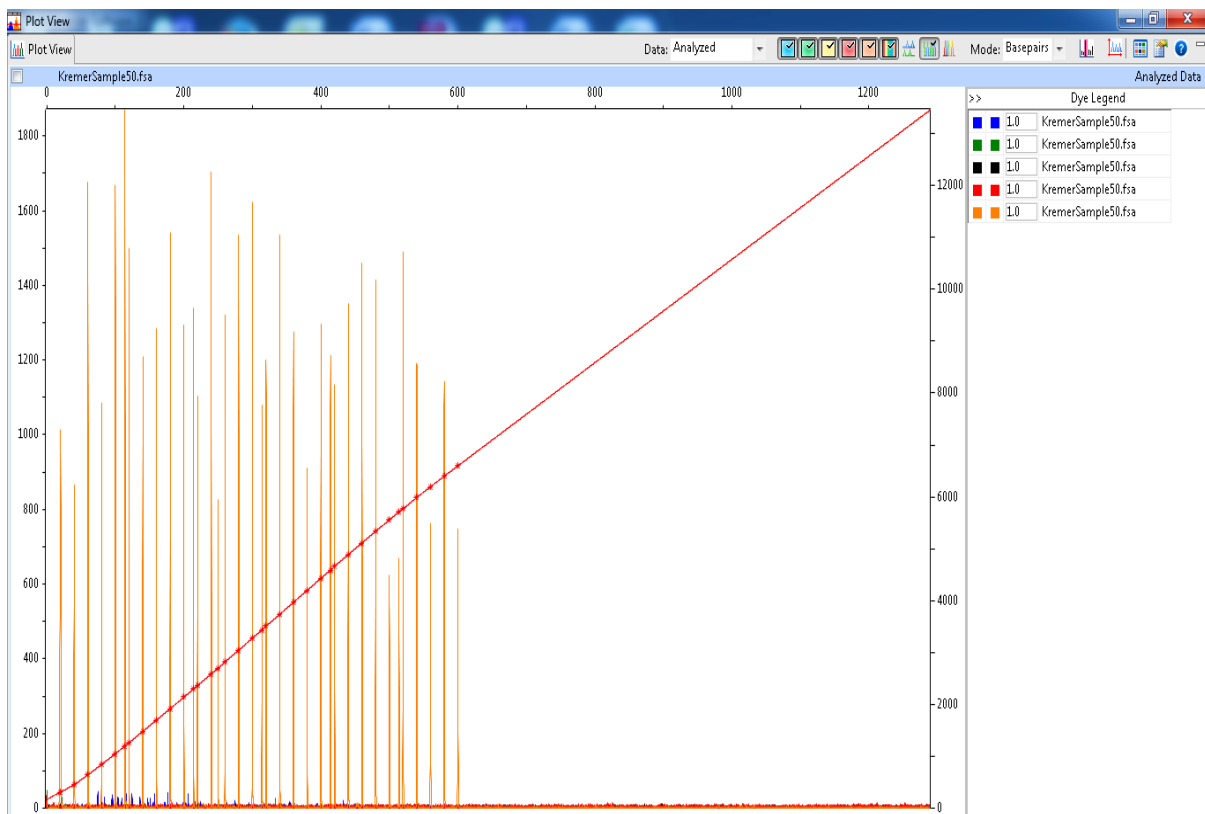 Plot View
Plot View Data: Analyzed Mode: Basepairs
KremerSample50.fsa Analyzed Data
0 200 400 600 800 1000 1200
>> Dye Legend
1.0 KremerSample50.fsa
1.0 KremerSample50.fsa
1.0 KremerSample50.fsa
1.0 KremerSample50.fsa
1.0 KremerSample50.fsa
1800
1600
1400
1200
1000
800
600
400
200
0
12000
10000
8000
6000
4000
2000
0